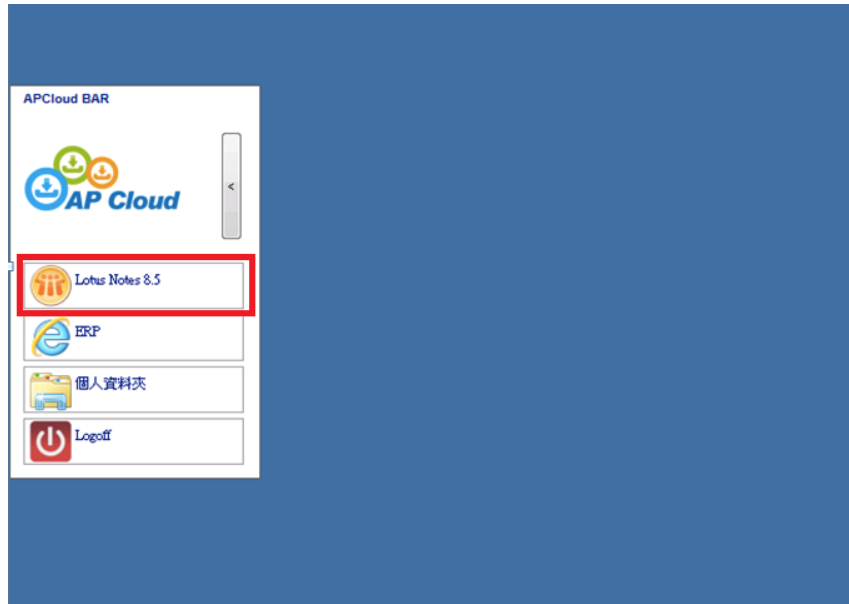 APCloud BAR
AP Cloud
<
Lotus Notes 8.5
ERP
個人資料夾
Logoff